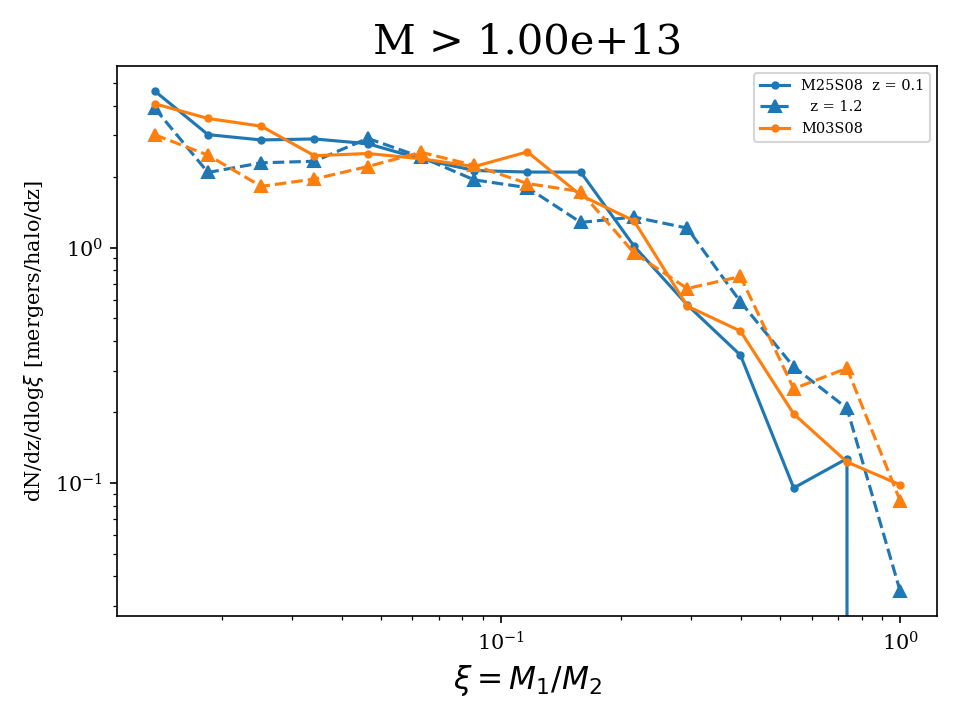 M > 1.00e+13
M25S08 z = 0.1
z = 1.2
M03S08
dN/dz/dlogξ [mergers/halo/dz]
10⁰
10⁻¹
10⁻¹
10⁰
ξ = M₁/M₂